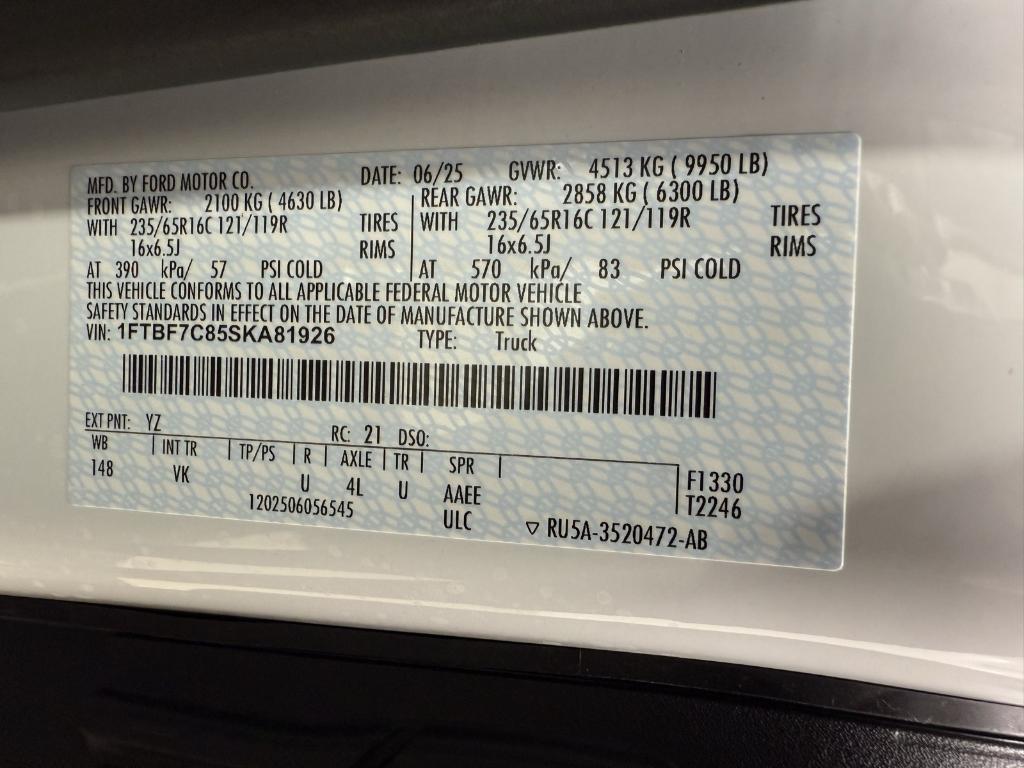 MFD. BY FORD MOTOR CO. DATE: 06/25 GVWR: 4513 KG ( 9950 LB)
FRONT GAWR: 2100 KG ( 4630 LB) REAR GAWR: 2858 KG ( 6300 LB)
WITH 235/65R16C 121/119R TIRES WITH 235/65R16C 121/119R TIRES
16x6.5J RIMS 16x6.5J RIMS
AT 390 kPa/ 57 PSI COLD AT 570 kPa/ 83 PSI COLD
THIS VEHICLE CONFORMS TO ALL APPLICABLE FEDERAL MOTOR VEHICLE
SAFETY STANDARDS IN EFFECT ON THE DATE OF MANUFACTURE SHOWN ABOVE.
VIN: 1FTBF7C85SKA81926 TYPE: Truck
EXT PNT: YZ RC: 21 DSO:
WB INT TR TP/PS R AXLE TR SPR
148 VK U 4L U AAEE F1330
1202506056545 ULC T2246
RU5A-3520472-AB